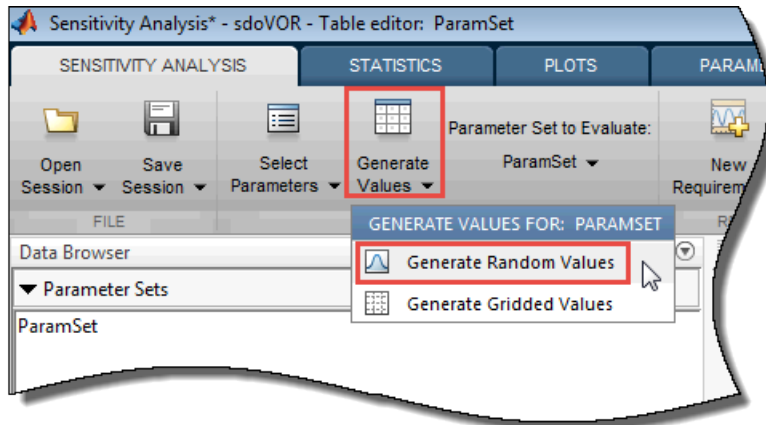 Sensitivity Analysis* - sdoVOR - Table editor: ParamSet
SENSITIVITY ANALYSIS STATISTICS PLOTS
Open Session Save Session Select Parameters Generate Values Parameter Set to Evaluate: ParamSet New
FILE
GENERATE VALUES FOR: PARAMSET
Generate Random Values
Generate Gridded Values
Data Browser
Parameter Sets
ParamSet